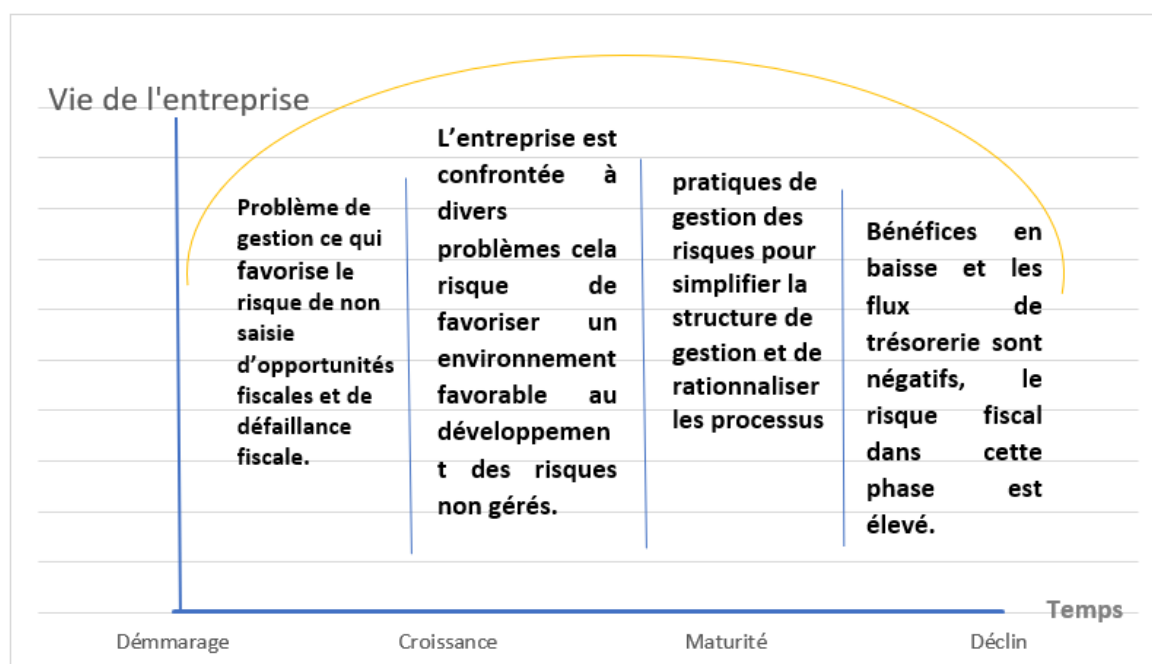 Vie de l'entreprise
Problème de
gestion ce qui
favorise le
risque de non
saisie
d’opportunités
fiscales et de
défaillance
fiscale.
L’entreprise est
confrontée à
divers
problèmes cela
risque de
favoriser un
environnement
favorable au
développemen
t des risques
non gérés.
pratiques de
gestion des
risques pour
simplifier la
structure de
gestion et de
rationnaliser
les processus
Bénéfices en
baisse et les
flux de
trésorerie sont
négatifs, le
risque fiscal
dans cette
phase est
élevé.
Temps
Démmarage
Croissance
Maturité
Déclin